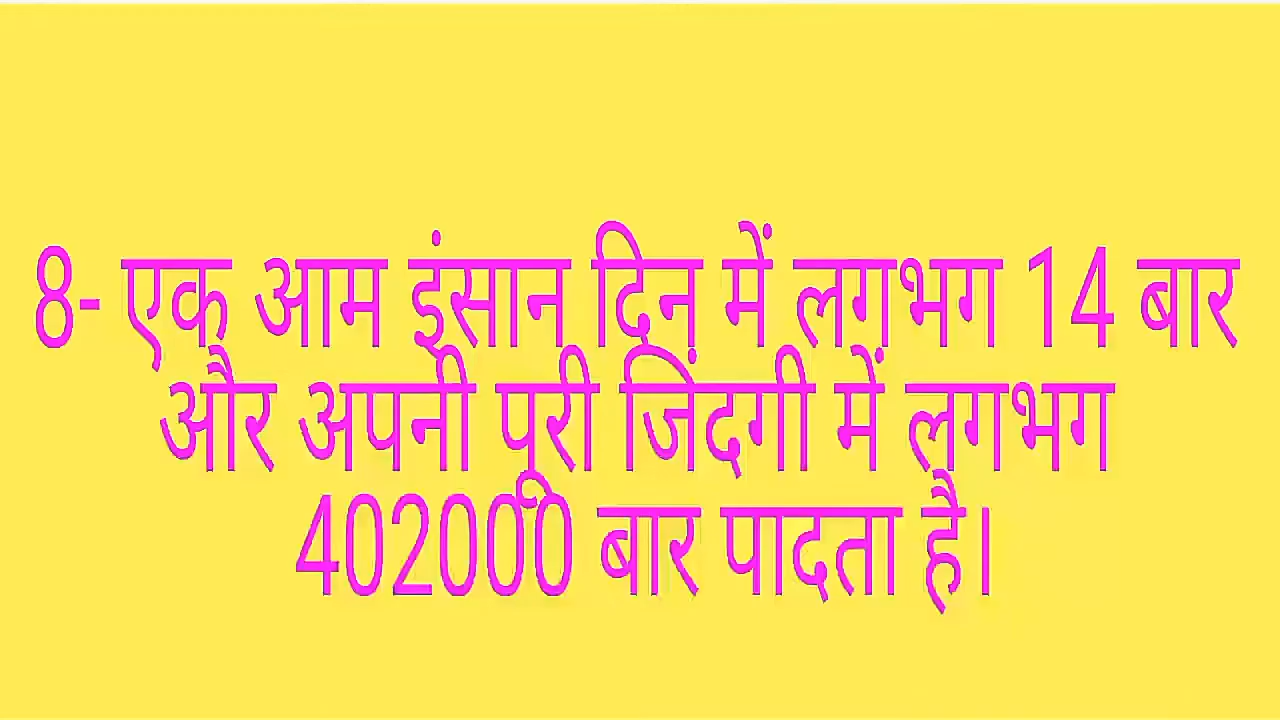 8- एक आम इंसान दिन में लगभग 14 बार
और अपनी पूरी जिंदगी में लगभग
402000 बार पादता है।